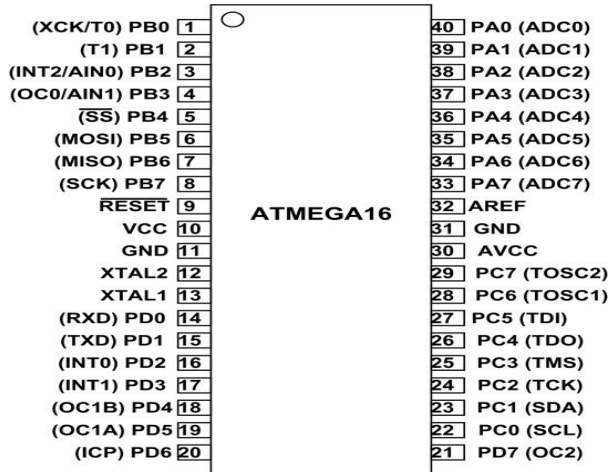 (XCK/T0) PB0 1
(T1) PB1 2
(INT2/AIN0) PB2 3
(OC0/AIN1) PB3 4
(SS) PB4 5
(MOSI) PB5 6
(MISO) PB6 7
(SCK) PB7 8
RESET 9
VCC 10
GND 11
XTAL2 12
XTAL1 13
(RXD) PD0 14
(TXD) PD1 15
(INT0) PD2 16
(INT1) PD3 17
(OC1B) PD4 18
(OC1A) PD5 19
(ICP) PD6 20
ATMEGA16
40 PA0 (ADC0)
39 PA1 (ADC1)
38 PA2 (ADC2)
37 PA3 (ADC3)
36 PA4 (ADC4)
35 PA5 (ADC5)
34 PA6 (ADC6)
33 PA7 (ADC7)
32 AREF
31 GND
30 AVCC
29 PC7 (TOSC2)
28 PC6 (TOSC1)
27 PC5 (TDI)
26 PC4 (TDO)
25 PC3 (TMS)
24 PC2 (TCK)
23 PC1 (SDA)
22 PC0 (SCL)
21 PD7 (OC2)